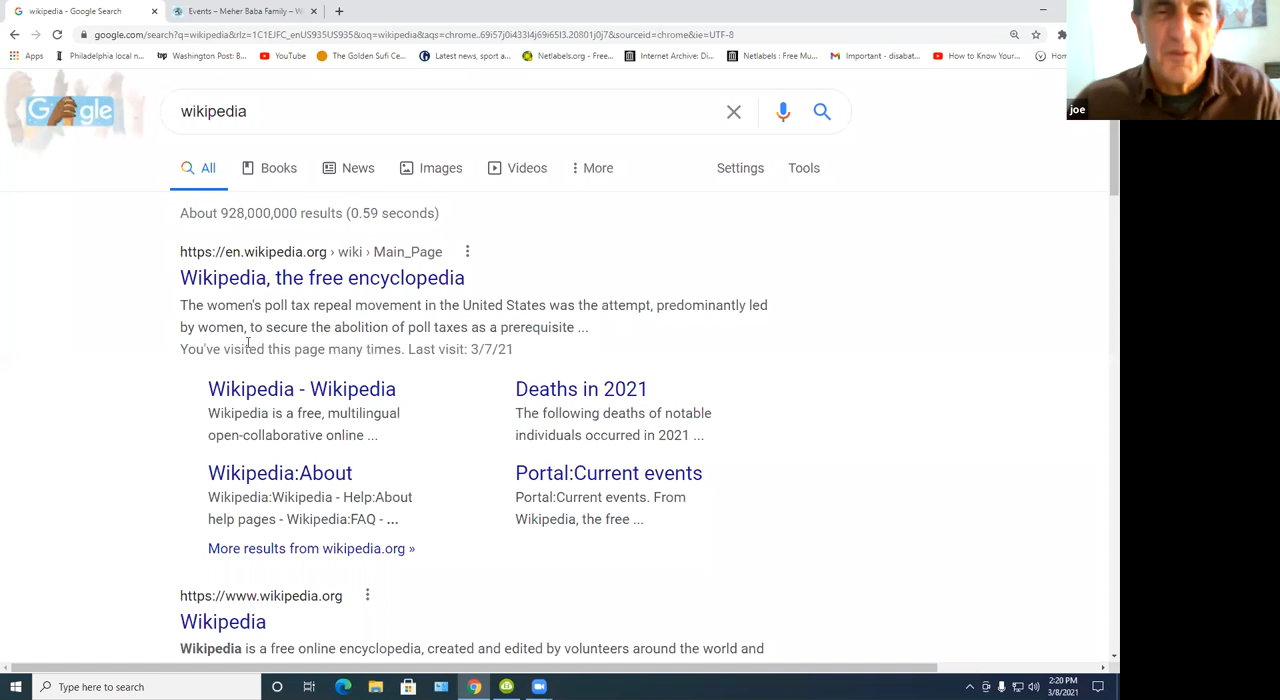 wikipedia - Google Search
Events – Meher Baba Family – W
google.com/search?q=wikipedia&rlz=1C1EJFC_enUS935US935&oq=wikipedia&aqs=chrome..69i57j0i433l4j69i65l3.20801j0j7&sourceid=chrome&ie=UTF-8
Apps Philadelphia local n... Washington Post: B... YouTube The Golden Sufi Ce... Latest news, sport a... Netlabels.org - Free... Internet Archive: Di... Netlabels : Free Mu... Important - disabat... How to Know Your... Hom
joe
Google
wikipedia
All Books News Images Videos More Settings Tools
About 928,000,000 results (0.59 seconds)
https://en.wikipedia.org › wiki › Main_Page
Wikipedia, the free encyclopedia
The women's poll tax repeal movement in the United States was the attempt, predominantly led
by women, to secure the abolition of poll taxes as a prerequisite ...
You've visited this page many times. Last visit: 3/7/21
Wikipedia - Wikipedia
Wikipedia is a free, multilingual
open-collaborative online ...
Deaths in 2021
The following deaths of notable
individuals occurred in 2021 ...
Wikipedia:About
Wikipedia:Wikipedia - Help:About
help pages - Wikipedia:FAQ - ...
Portal:Current events
Portal:Current events. From
Wikipedia, the free ...
More results from wikipedia.org »
https://www.wikipedia.org
Wikipedia
Wikipedia is a free online encyclopedia, created and edited by volunteers around the world and
Type here to search
2:20 PM
3/8/2021